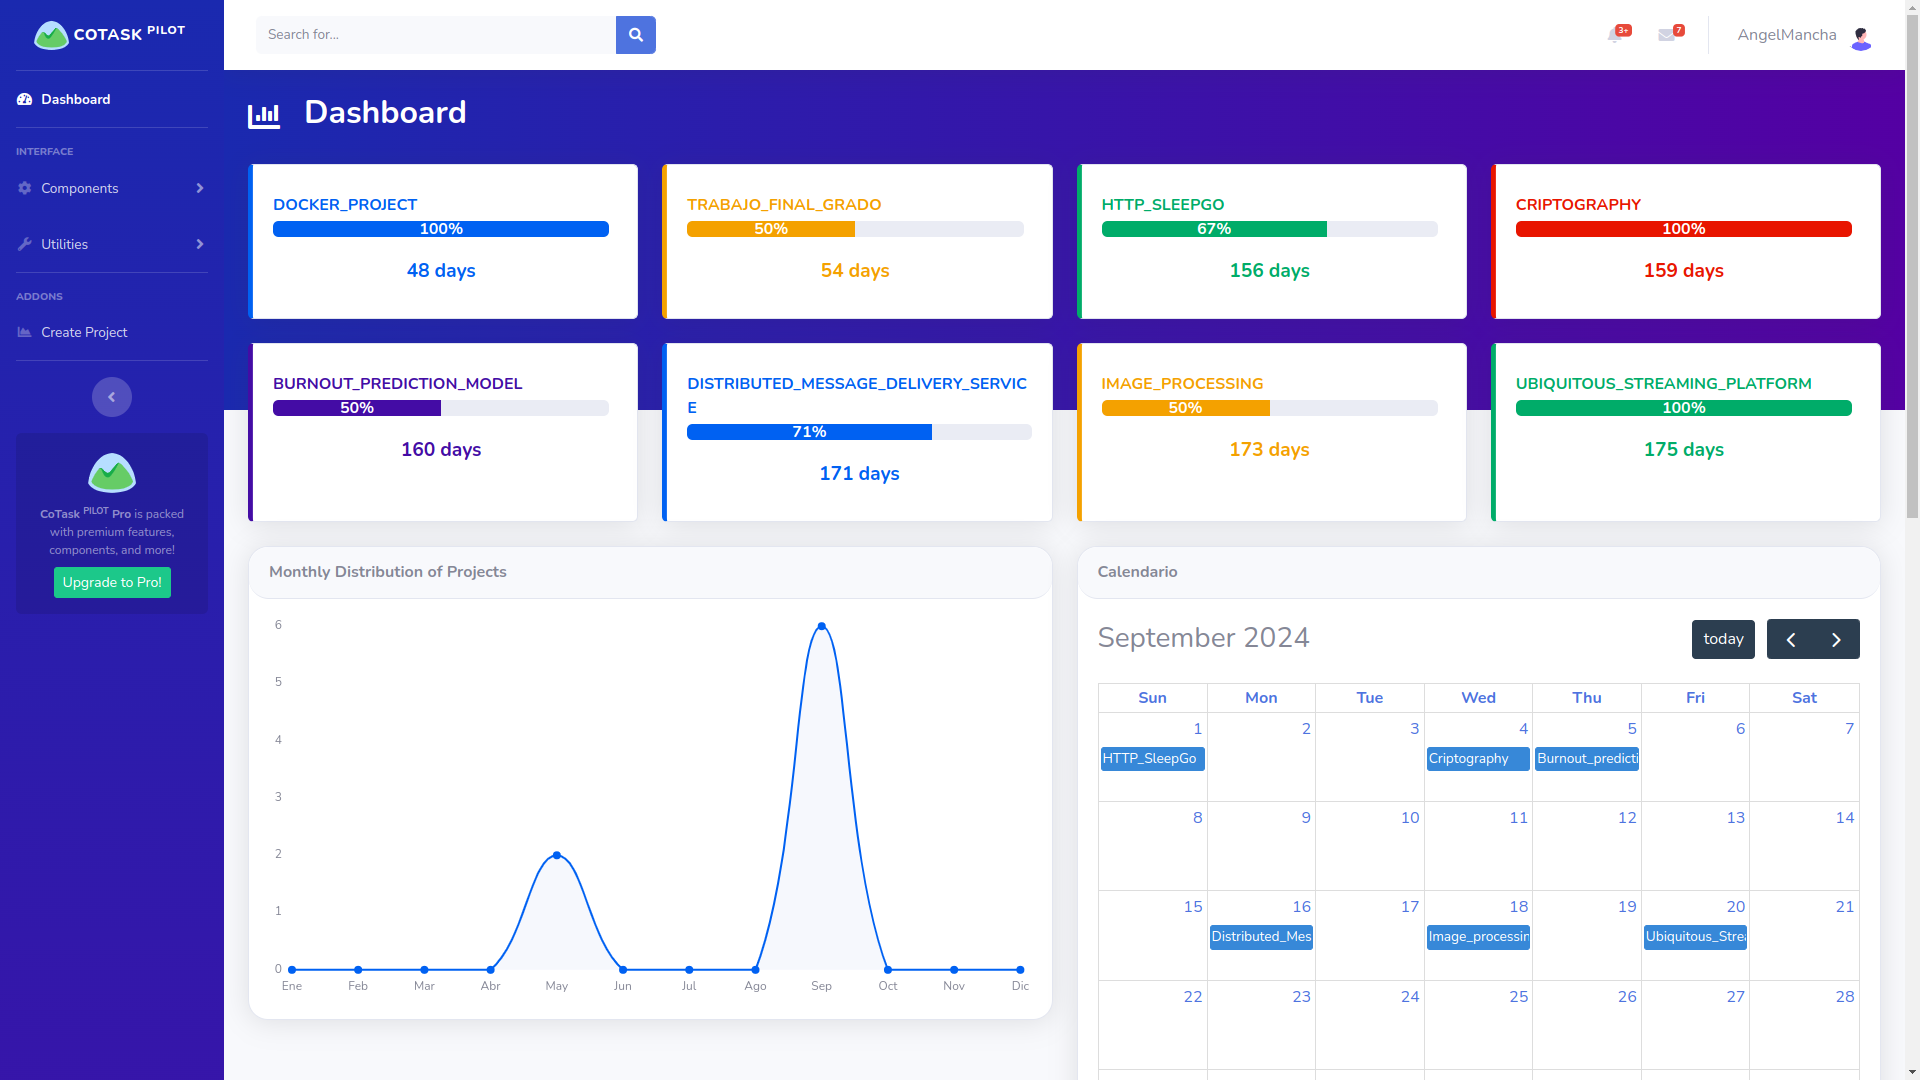 COTASK PILOT
Search for...
3+
7
AngelMancha
Dashboard
INTERFACE
Components
Utilities
ADDONS
Create Project
CoTask PILOT Pro is packed
with premium features,
components, and more!
Upgrade to Pro!
Dashboard
DOCKER_PROJECT
100%
48 days
TRABAJO_FINAL_GRADO
50%
54 days
HTTP_SLEEPGO
67%
156 days
CRIPTOGRAPHY
100%
159 days
BURNOUT_PREDICTION_MODEL
50%
160 days
DISTRIBUTED_MESSAGE_DELIVERY_SERVIC
E
71%
171 days
IMAGE_PROCESSING
50%
173 days
UBIQUITOUS_STREAMING_PLATFORM
100%
175 days
Monthly Distribution of Projects
6
5
4
3
2
1
0
Ene Feb Mar Abr May Jun Jul Ago Sep Oct Nov Dic
Calendario
September 2024
today
Sun Mon Tue Wed Thu Fri Sat
1 2 3 4 5 6 7
HTTP_SleepGo Criptography Burnout_predicti
8 9 10 11 12 13 14
15 16 17 18 19 20 21
Distributed_Mes Image_processin Ubiquitous_Strea
22 23 24 25 26 27 28